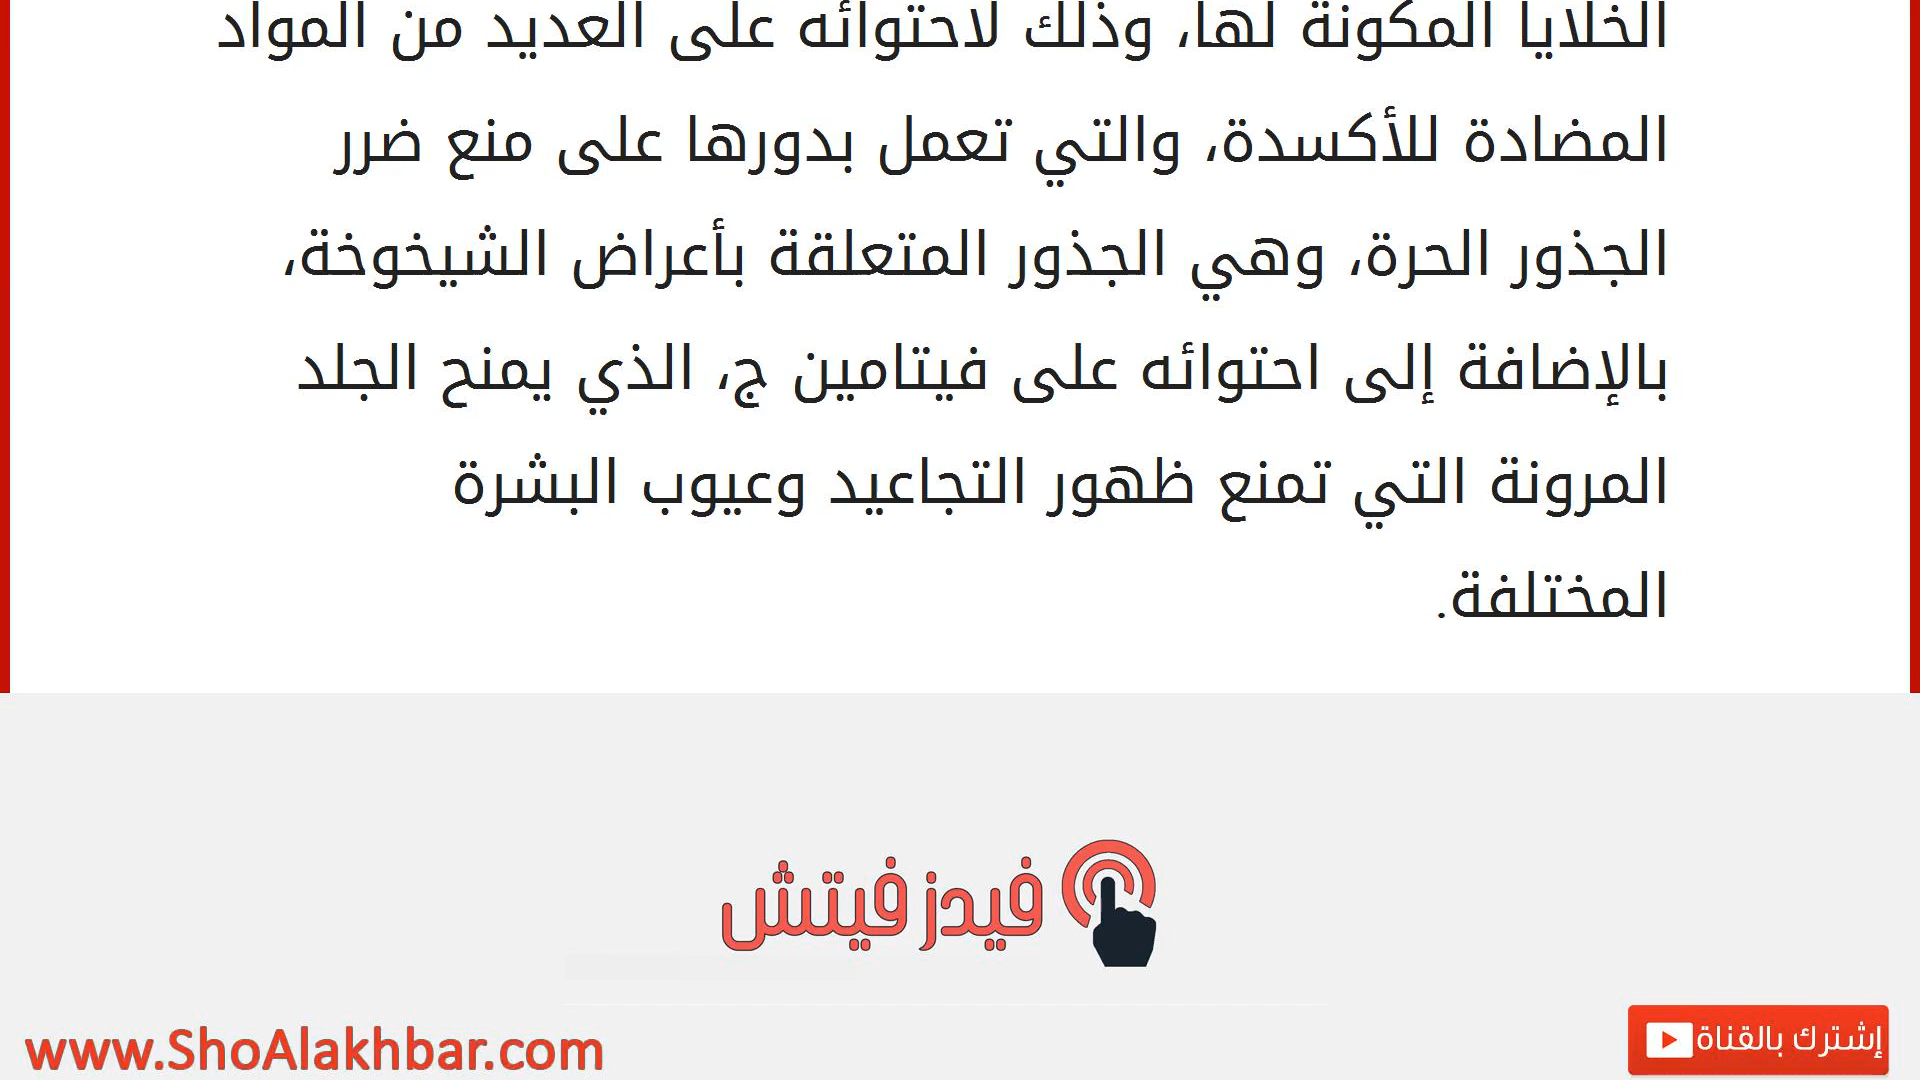 الخلايا المكونة لها، وذلك لاحتوائه على العديد من المواد
المضادة للأكسدة، والتي تعمل بدورها على منع ضرر
الجذور الحرة، وهي الجذور المتعلقة بأعراض الشيخوخة،
بالإضافة إلى احتوائه على فيتامين ج، الذي يمنح الجلد
المرونة التي تمنع ظهور التجاعيد وعيوب البشرة
المختلفة.
فيدز فيتش
www.ShoAlakhbar.com
إشترك بالقناة